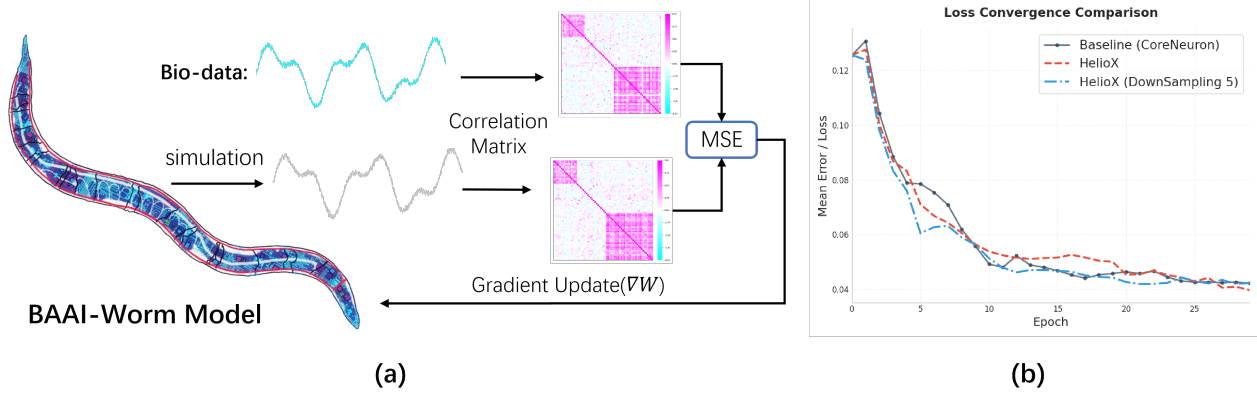 Bio-data:
simulation
Correlation
Matrix
MSE
Gradient Update(∇W)
BAAI-Worm Model
(a)
Loss Convergence Comparison
Baseline (CoreNeuron)
HelioX
HelioX (DownSampling 5)
Mean Error / Loss
0.12
0.10
0.08
0.06
0.04
0 5 10 15 20 25
Epoch
(b)